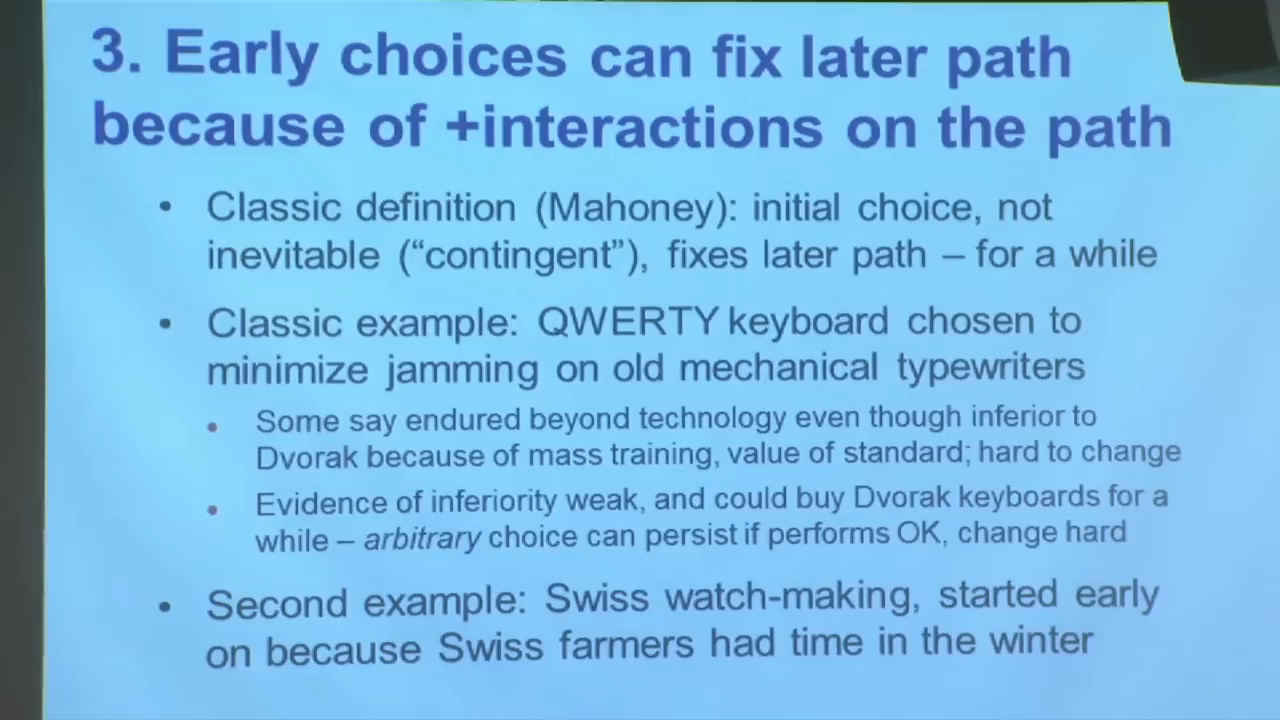 3. Early choices can fix later path
because of +interactions on the path
• Classic definition (Mahoney): initial choice, not
inevitable (“contingent”), fixes later path – for a while
• Classic example: QWERTY keyboard chosen to
minimize jamming on old mechanical typewriters
• Some say endured beyond technology even though inferior to
Dvorak because of mass training, value of standard; hard to change
• Evidence of inferiority weak, and could buy Dvorak keyboards for a
while – arbitrary choice can persist if performs OK, change hard
• Second example: Swiss watch-making, started early
on because Swiss farmers had time in the winter